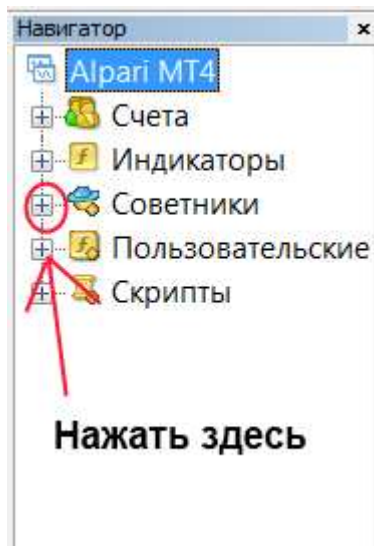 Навигатор
Alpari MT4
Счета
Индикаторы
Советники
Пользовательские
Скрипты
Нажать здесь